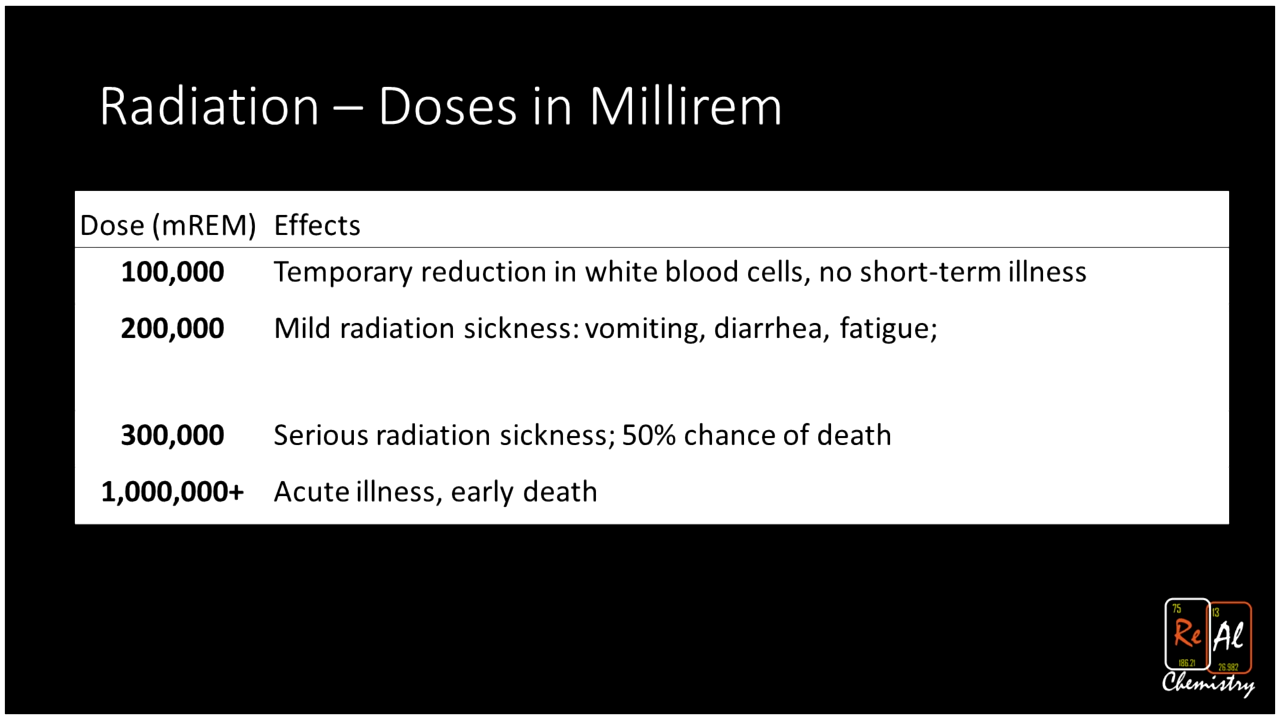 Radiation – Doses in Millirem
Dose (mREM) Effects
100,000 Temporary reduction in white blood cells, no short-term illness
200,000 Mild radiation sickness: vomiting, diarrhea, fatigue;
300,000 Serious radiation sickness; 50% chance of death
1,000,000+ Acute illness, early death
75 13
Re Al
186.21 26.982
Chemistry